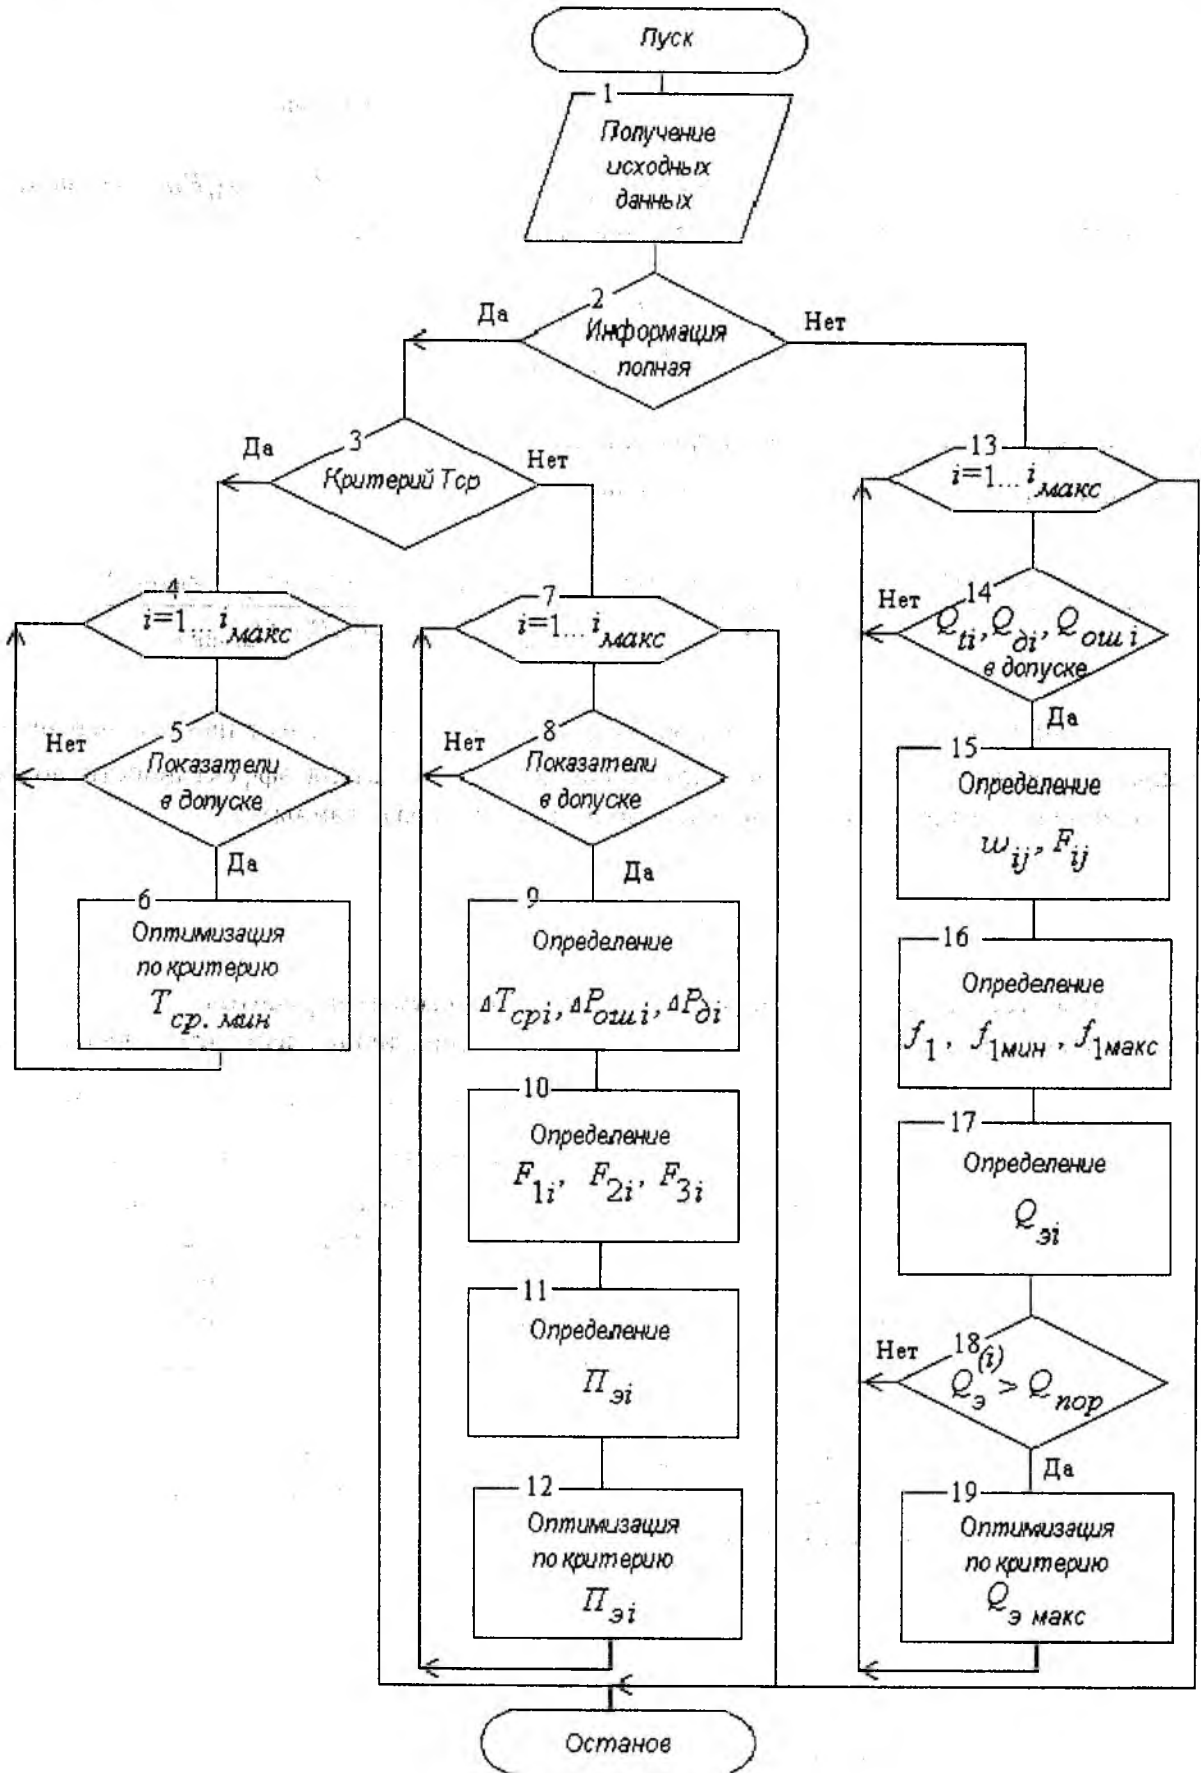 Пуск
1
Получение
исходных
данных
2
Да
Нет
Информация
полная
3
Да
Нет
Критерий Тср
4
i=1... iмакс
5
Нет
Показатели
в допуске
Да
6
Оптимизация
по критерию
Tср. мин
7
i=1... iмакс
8
Нет
Показатели
в допуске
Да
9
Определение
ΔTсрi, ΔPошi, ΔPдi
10
Определение
F1i, F2i, F3i
11
Определение
Пэi
12
Оптимизация
по критерию
Пэi
13
i=1... iмакс
14
Нет
Qti, Qдi, Qошi
в допуске
Да
15
Определение
wij, Fij
16
Определение
f1, f1мин, f1макс
17
Определение
Qэi
18
Нет
Qэ(i) > Qпор
Да
19
Оптимизация
по критерию
Qэ макс
Останов